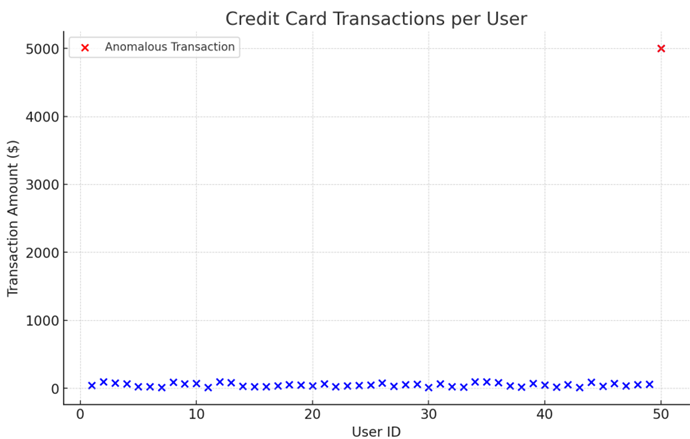 Credit Card Transactions per User
Anomalous Transaction
5000
4000
3000
2000
1000
0
Transaction Amount ($)
0 10 20 30 40 50
User ID